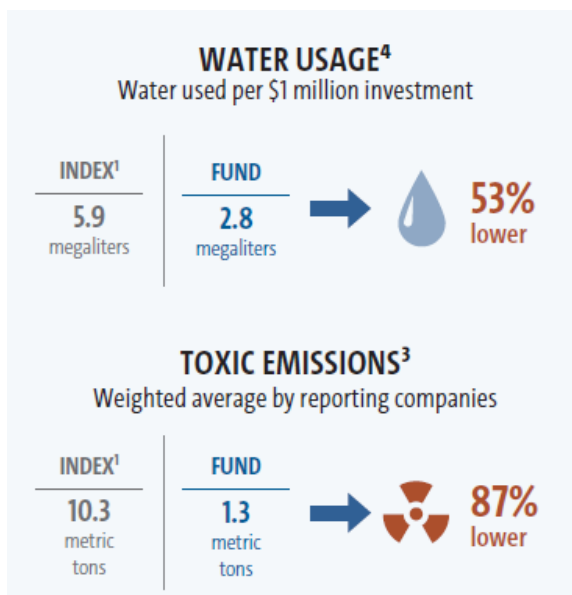 WATER USAGE⁴
Water used per $1 million investment
INDEX¹
5.9
megaliters
FUND
2.8
megaliters
53%
lower
TOXIC EMISSIONS³
Weighted average by reporting companies
INDEX¹
10.3
metric
tons
FUND
1.3
metric
tons
87%
lower